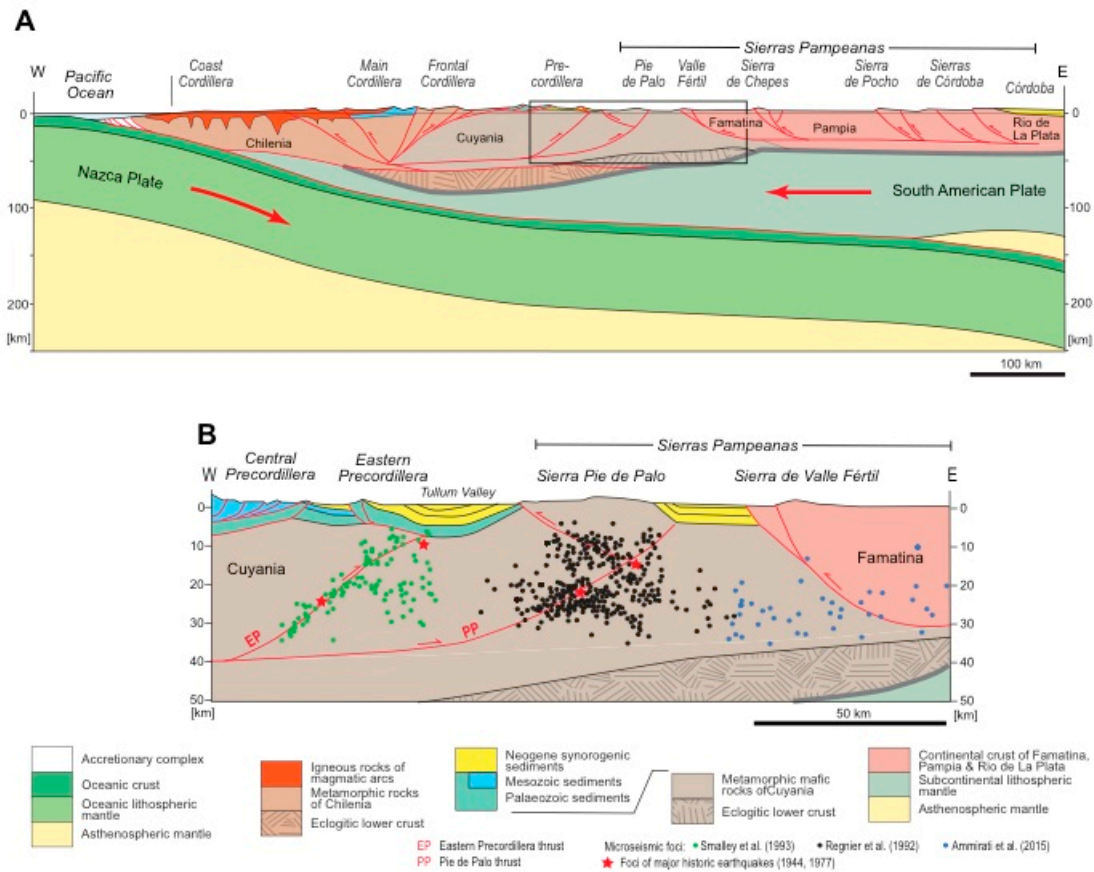 A
Sierras Pampeanas
W
Pacific
Ocean
Coast
Cordillera
Main
Cordillera
Frontal
Cordillera
Pre-
cordillera
Pie
de Palo
Valle
Fértil
Sierra
de Chepes
Sierra
de Pocho
Sierras
de Córdoba
E
Córdoba
0
0
Chilenia
Cuyania
Famatina
Pampia
Rio de
La Plata
Nazca Plate
South American Plate
100
100
200
200
[km]
[km]
100 km
B
Sierras Pampeanas
Central
Precordillera
Eastern
Precordillera
W
Tullum Valley
Sierra Pie de Palo
Sierra de Valle Fértil
E
0
0
10
10
Cuyania
Famatina
20
20
30
30
EP
PP
40
40
50
50
[km]
[km]
50 km
Accretionary complex
Oceanic crust
Oceanic lithospheric
mantle
Asthenospheric mantle
Igneous rocks of
magmatic arcs
Metamorphic rocks
of Chilenia
Eclogitic lower crust
Neogene synorogenic
sediments
Mesozoic sediments
Palaeozoic sediments
Metamorphic mafic
rocks ofCuyania
Eclogitic lower crust
Continental crust of Famatina,
Pampia & Rio de La Plata
Subcontinental lithospheric
mantle
Asthenospheric mantle
EP Eastern Precordillera thrust
PP Pie de Palo thrust
Microseismic foci: Smalley et al. (1993) Regnier et al. (1992) Ammirati et al. (2015)
Foci of major historic earthquakes (1944, 1977)